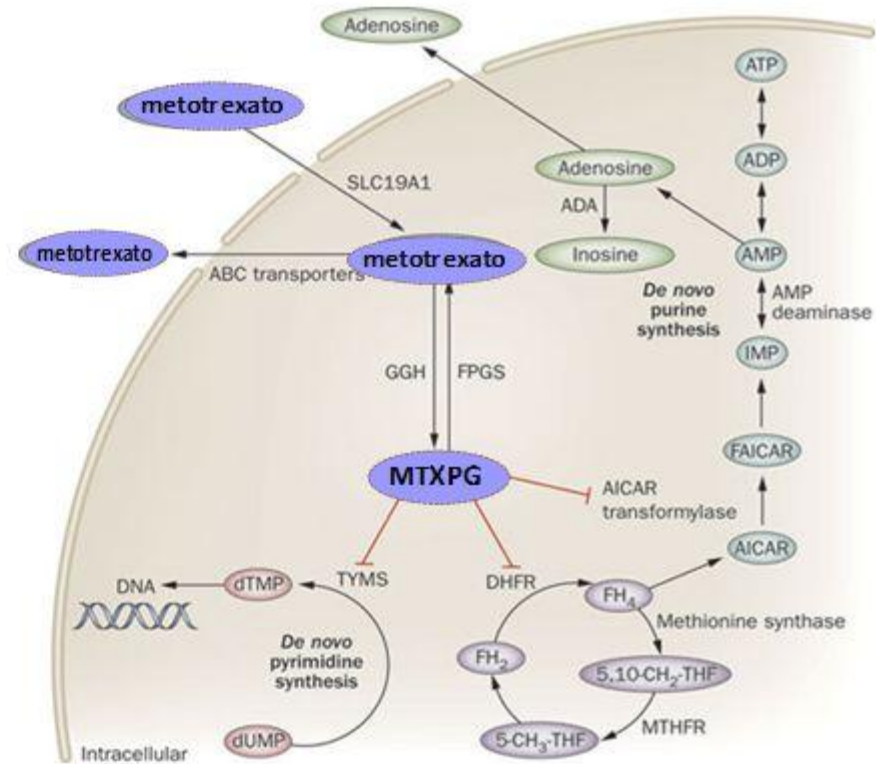 Adenosine
ATP
metotrexato
ADP
Adenosine
SLC19A1
ADA
metotrexato
metotrexato
Inosine
AMP
ABC transporters
De novo
purine
synthesis
AMP
deaminase
IMP
GGH
FPGS
FAICAR
MTXPG
AICAR
transformylase
AICAR
DNA
dTMP
TYMS
DHFR
FH4
Methionine synthase
De novo
pyrimidine
synthesis
FH2
5,10-CH2-THF
MTHFR
dUMP
5-CH3-THF
Intracellular